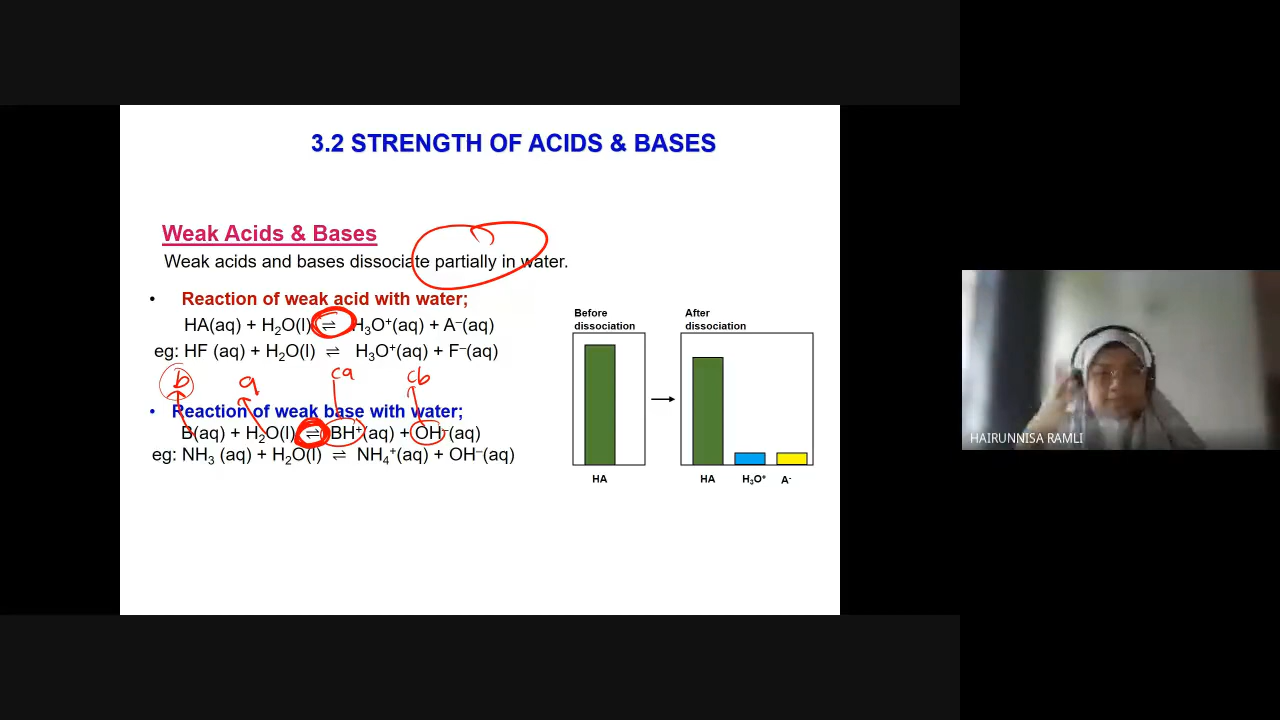 3.2 STRENGTH OF ACIDS & BASES
Weak Acids & Bases
Weak acids and bases dissociate partially in water.
• Reaction of weak acid with water;
HA(aq) + H₂O(l) ⇌ H₃O⁺(aq) + A⁻(aq)
eg: HF (aq) + H₂O(l) ⇌ H₃O⁺(aq) + F⁻(aq)
b a ca cb
• Reaction of weak base with water;
B(aq) + H₂O(l) ⇌ BH⁺(aq) + OH⁻(aq)
eg: NH₃ (aq) + H₂O(l) ⇌ NH₄⁺(aq) + OH⁻(aq)
Before
dissociation
After
dissociation
HA
HA H₃O⁺ A⁻
HAIRUNNISA RAMLI